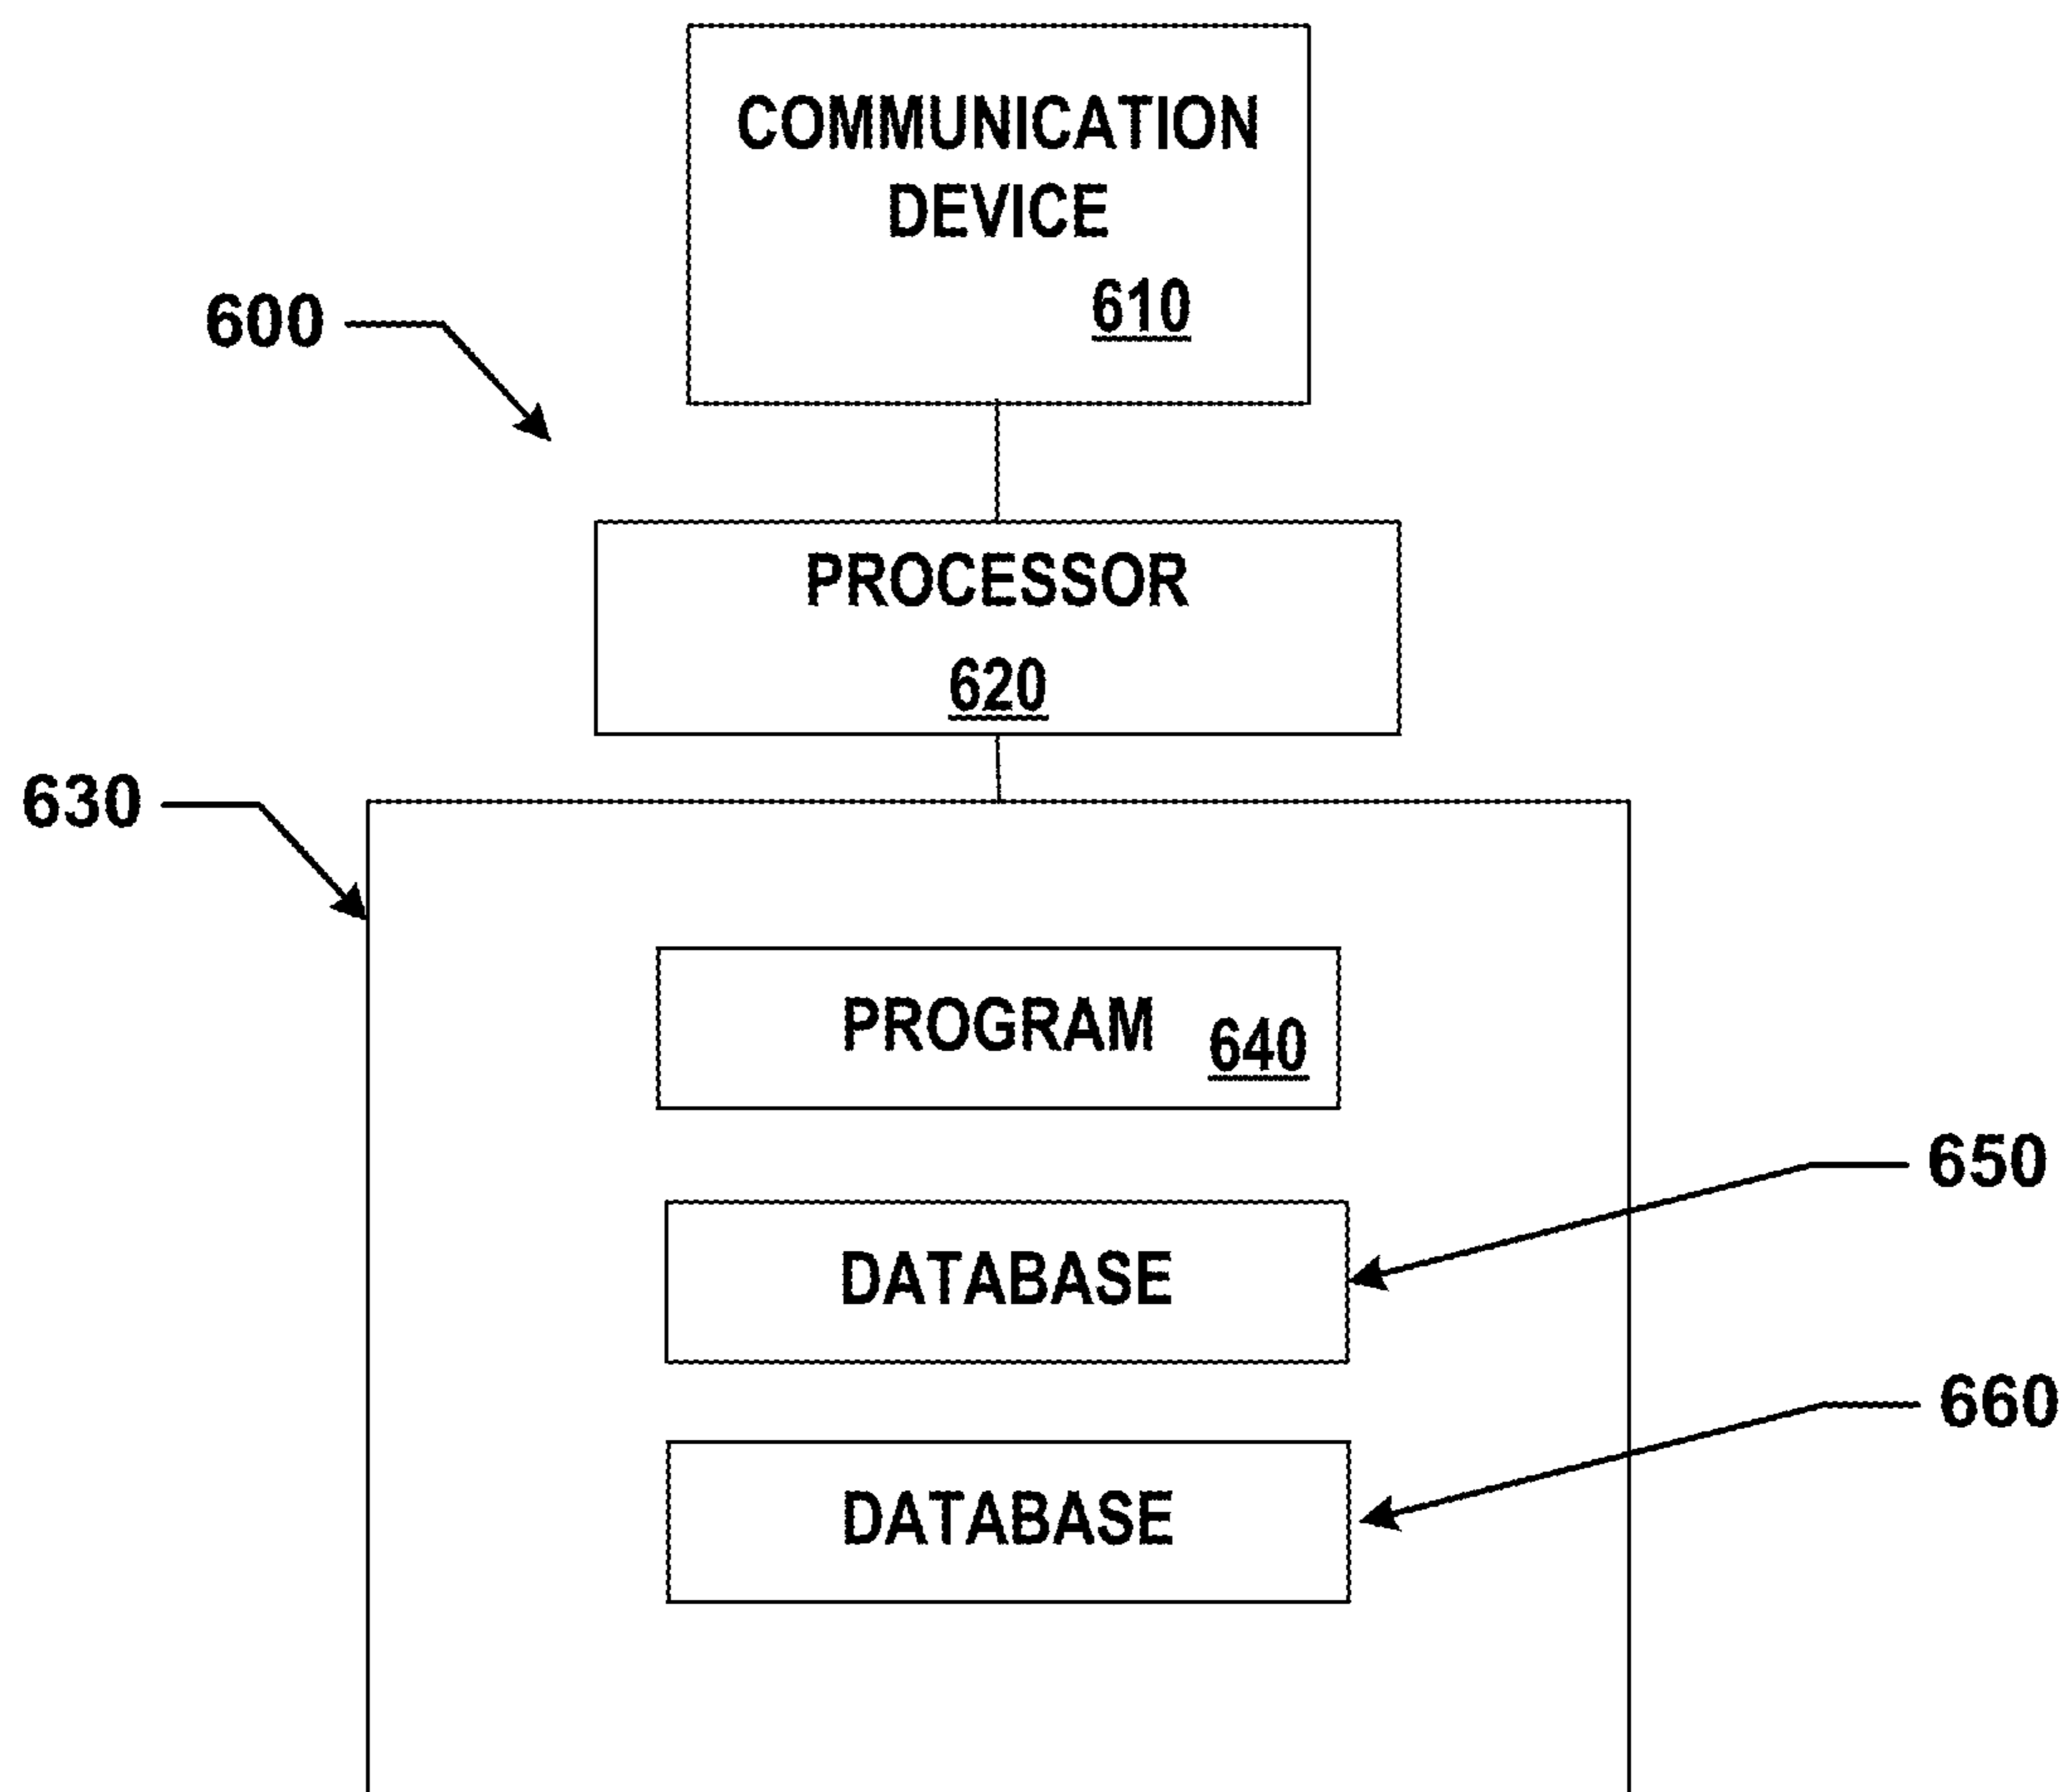 COMMUNICATION
DEVICE
610
600
PROCESSOR
620
630
PROGRAM 640
650
DATABASE
660
DATABASE